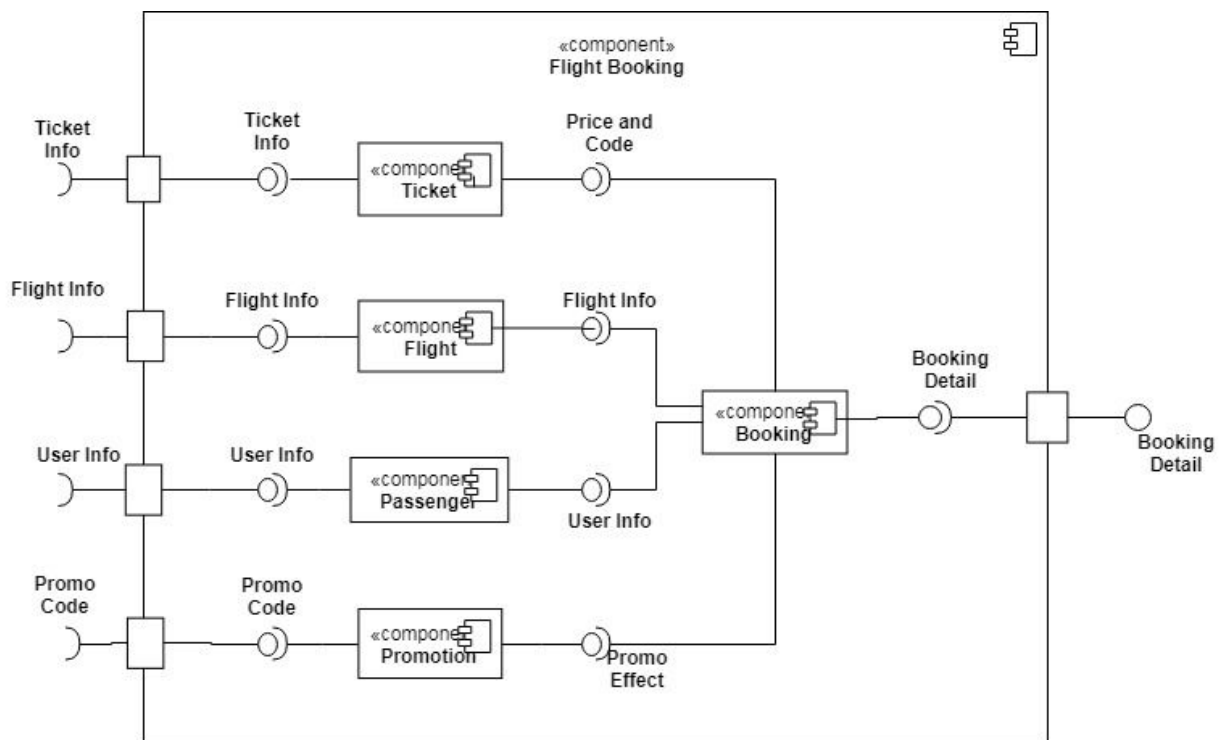 «component»
Flight Booking
Ticket
Info
Ticket
Info
Price and
Code
«compone
Ticket
Flight Info
Flight Info
Flight Info
«compone
Flight
Booking
Detail
«compone
Booking
Booking
Detail
User Info
User Info
«componen
Passenger
User Info
Promo
Code
Promo
Code
«compone
Promotion
Promo
Effect